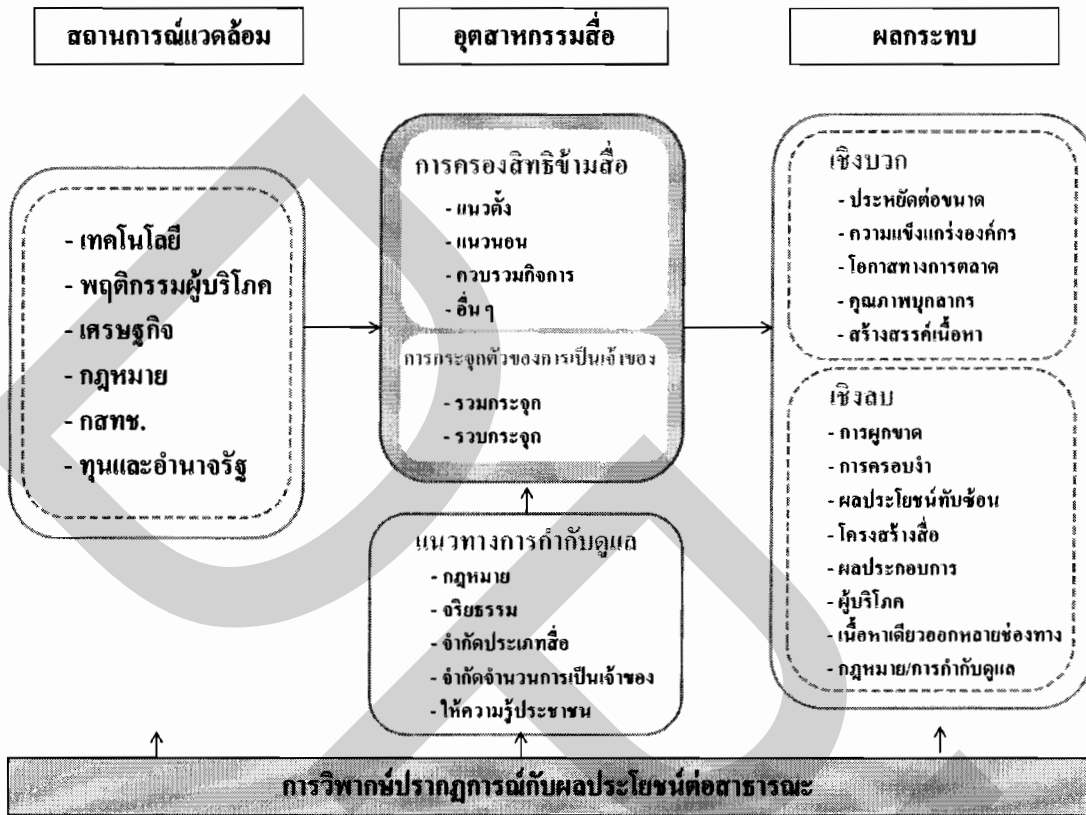 สถานการณ์แวดล้อม
อุตสาหกรรมสื่อ
ผลกระทบ
- เทคโนโลยี
- พฤติกรรมผู้บริโภค
- เศรษฐกิจ
- กฎหมาย
- กสทช.
- ทุนและอำนาจรัฐ
การครองสิทธิข้ามสื่อ
- แนวตั้ง
- แนวนอน
- ควบรวมกิจการ
- อื่น ๆ
การกระจุกตัวของการเป็นเจ้าของ
- รวมกระจุก
- รวบกระจุก
แนวทางการกำกับดูแล
- กฎหมาย
- จริยธรรม
- จำกัดประเภทสื่อ
- จำกัดจำนวนการเป็นเจ้าของ
- ให้ความรู้ประชาชน
เชิงบวก
- ประหยัดต่อขนาด
- ความแข็งแกร่งองค์กร
- โอกาสทางการตลาด
- คุณภาพบุกลากร
- สร้างสรรค์เนื้อหา
เชิงลบ
- การผูกขาด
- การครอบงำ
- ผลประโยชน์ทับซ้อน
- โครงสร้างสื่อ
- ผลประกอบการ
- ผู้บริโภค
- เนื้อหาเดียวออกหลายช่องทาง
- กฎหมาย/การกำกับดูแล
การวิพากษ์ปรากฏการณ์กับผลประโยชน์ต่อสาธารณะ